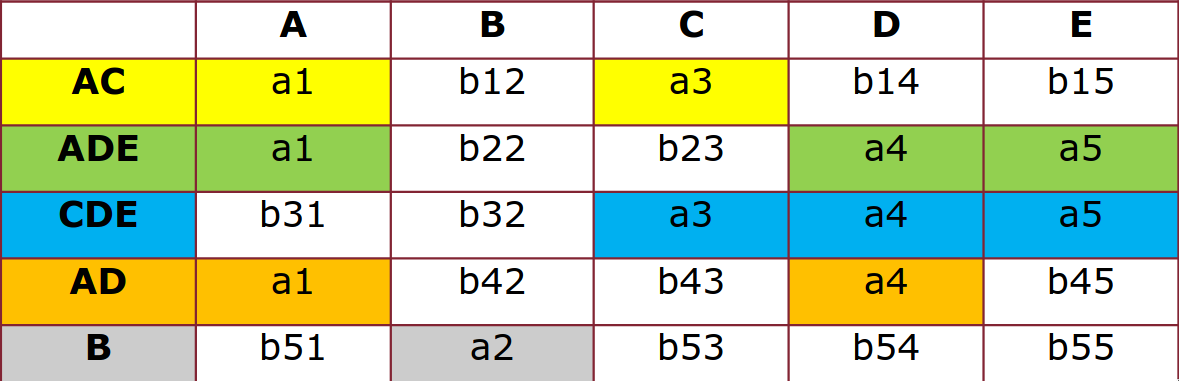 A B C D E
AC a1 b12 a3 b14 b15
ADE a1 b22 b23 a4 a5
CDE b31 b32 a3 a4 a5
AD a1 b42 b43 a4 b45
B b51 a2 b53 b54 b55